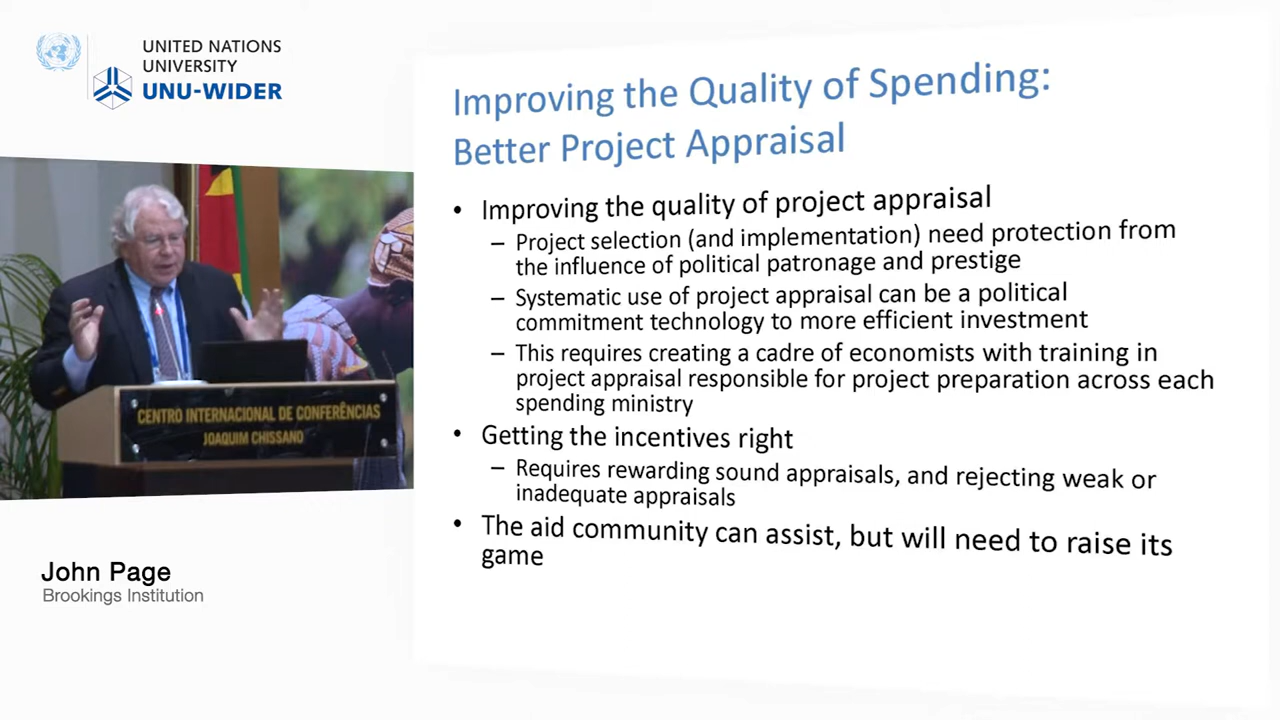 UNITED NATIONS
UNIVERSITY
UNU-WIDER
Improving the Quality of Spending:
Better Project Appraisal
• Improving the quality of project appraisal
– Project selection (and implementation) need protection from
the influence of political patronage and prestige
– Systematic use of project appraisal can be a political
commitment technology to more efficient investment
– This requires creating a cadre of economists with training in
project appraisal responsible for project preparation across each
spending ministry
• Getting the incentives right
– Requires rewarding sound appraisals, and rejecting weak or
inadequate appraisals
• The aid community can assist, but will need to raise its
game
CENTRO INTERNACIONAL DE CONFERÊNCIAS
JOAQUIM CHISSANO
John Page
Brookings Institution